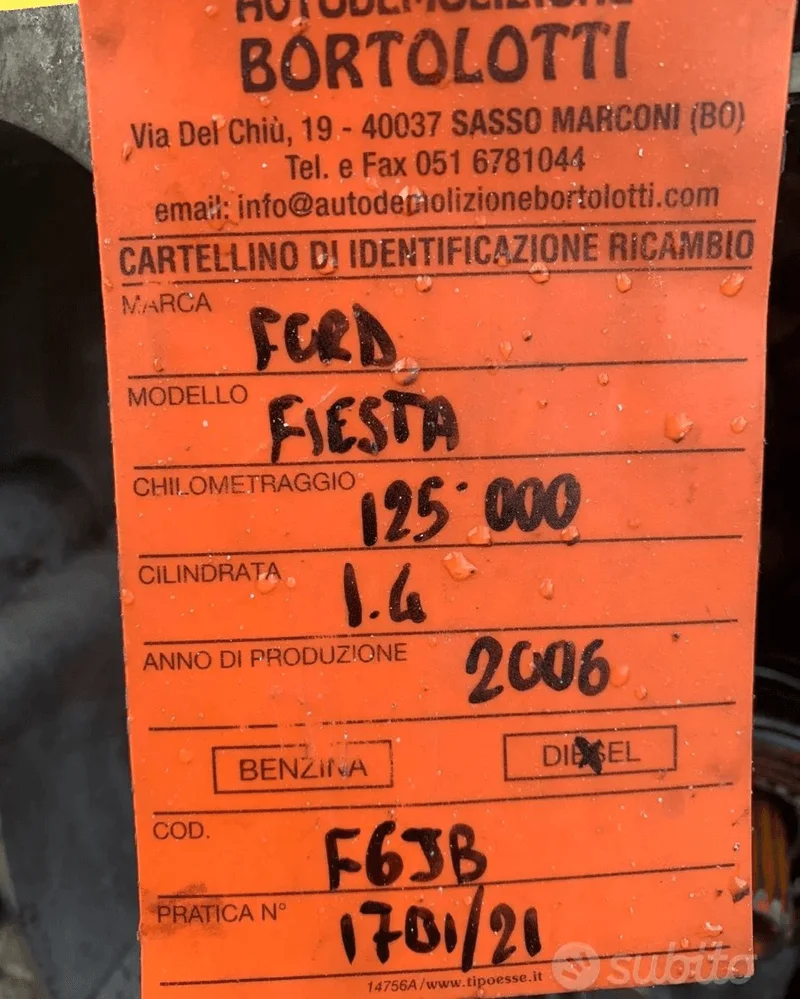 AUTODEMOLIZIONE
BORTOLOTTI
Via Del Chiù, 19 - 40037 SASSO MARCONI (BO)
Tel. e Fax 051 6781044
email: info@autodemolizionebortolotti.com
CARTELLINO DI IDENTIFICAZIONE RICAMBIO
MARCA FORD
MODELLO FIESTA
CHILOMETRAGGIO 125.000
CILINDRATA 1.4
ANNO DI PRODUZIONE 2006
BENZINA DIESEL
COD. F6JB
PRATICA N° 1701/21
14756A/www.tipoesse.it
subito